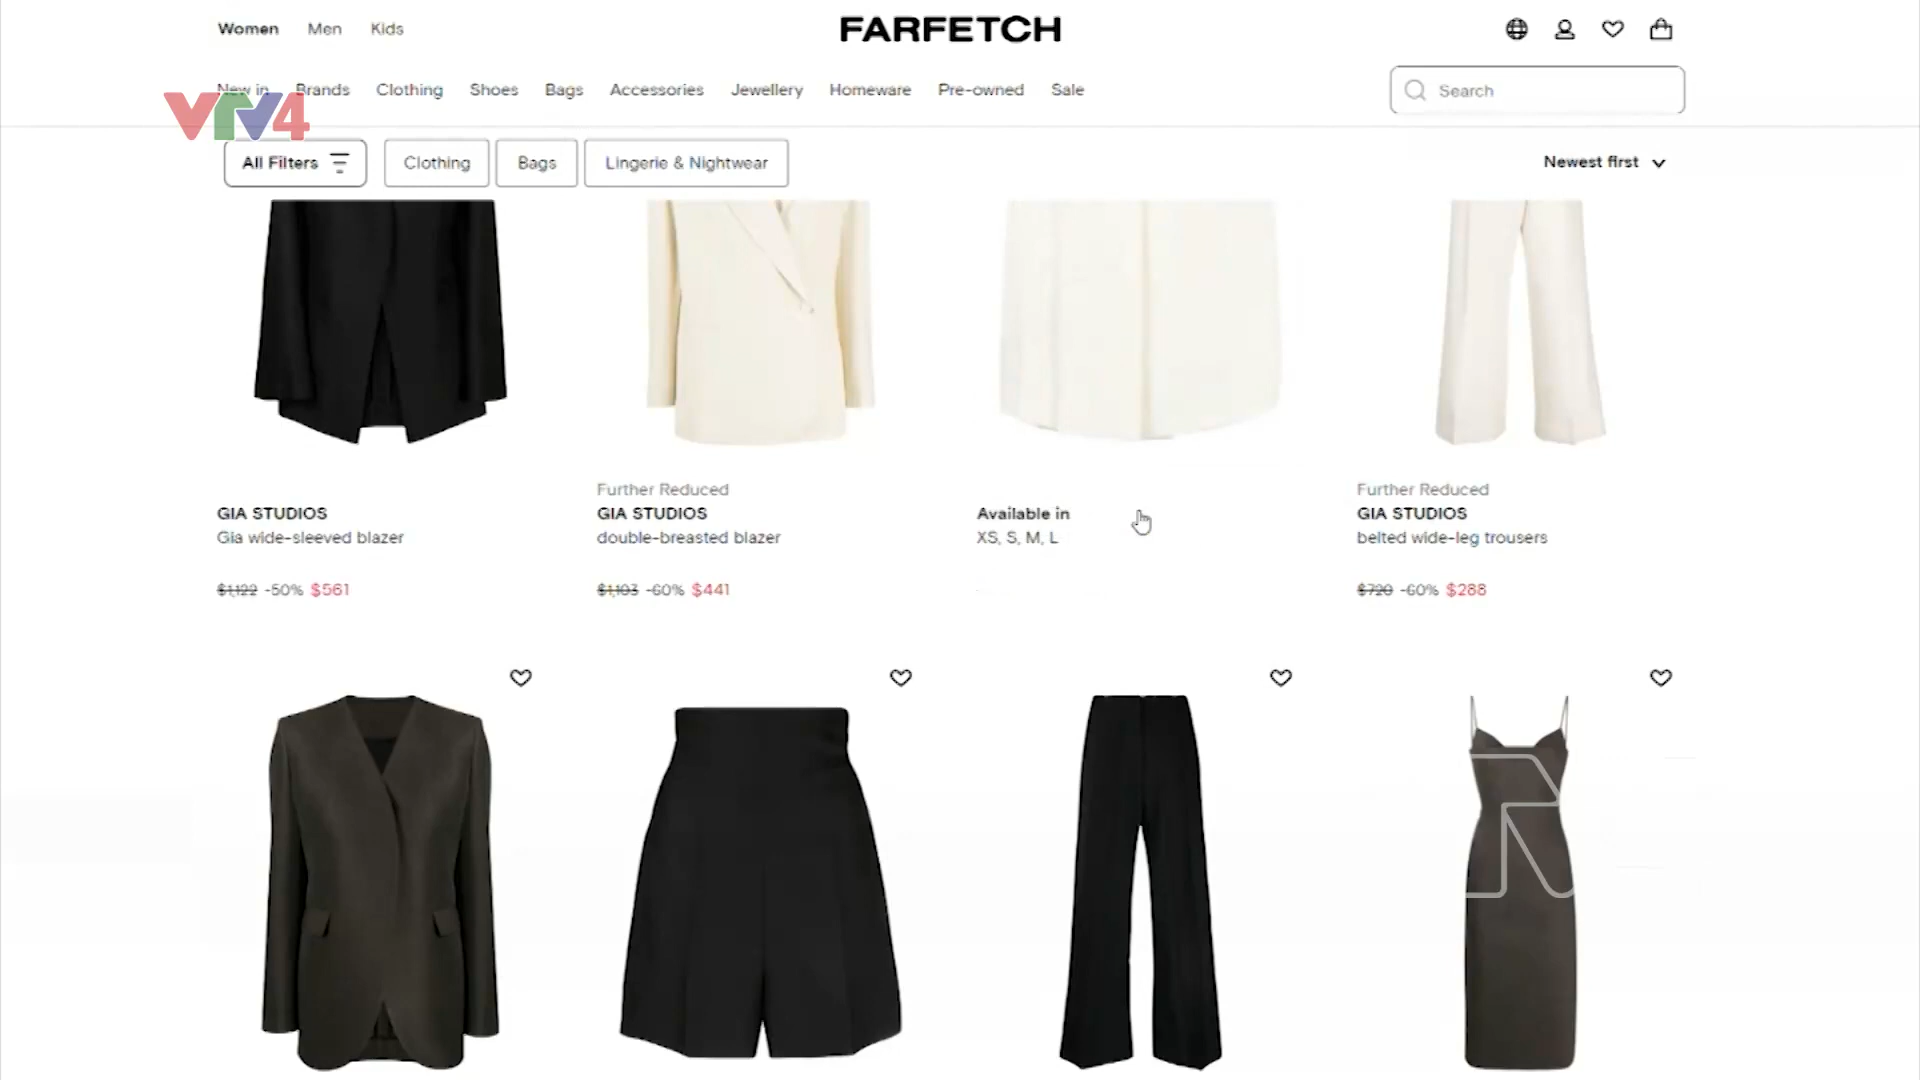 Women Men Kids
FARFETCH
New in Brands Clothing Shoes Bags Accessories Jewellery Homeware Pre-owned Sale
Search
VTV4
All Filters Clothing Bags Lingerie & Nightwear
Newest first
GIA STUDIOS
Gia wide-sleeved blazer
$1,122 -50% $561
Further Reduced
GIA STUDIOS
double-breasted blazer
$1,103 -60% $441
Available in
XS, S, M, L
Further Reduced
GIA STUDIOS
belted wide-leg trousers
$720 -60% $288